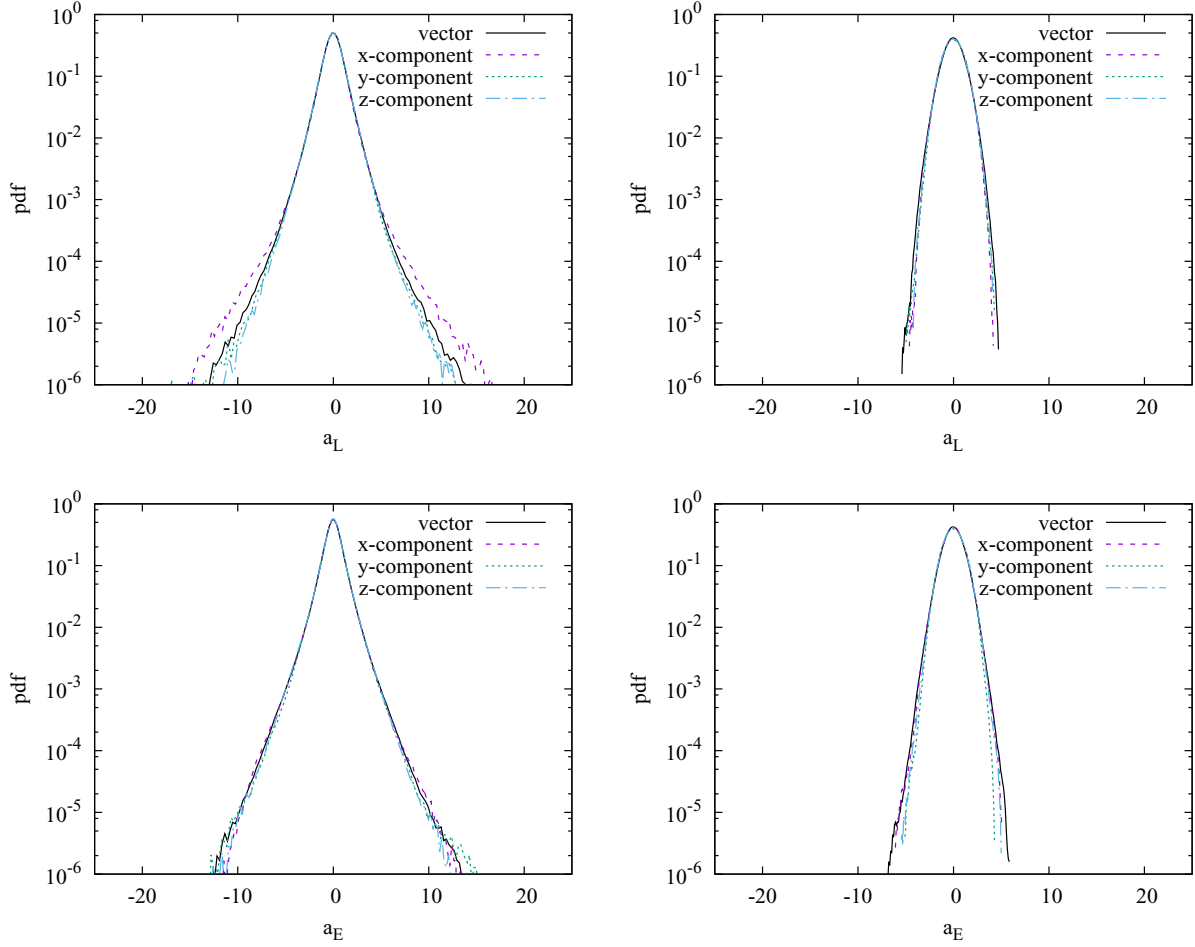 10^0
10^-1
10^-2
10^-3
10^-4
10^-5
10^-6
pdf
vector
x-component
y-component
z-component
-20 -10 0 10 20
a_L
10^0
10^-1
10^-2
10^-3
10^-4
10^-5
10^-6
pdf
vector
x-component
y-component
z-component
-20 -10 0 10 20
a_L
10^0
10^-1
10^-2
10^-3
10^-4
10^-5
10^-6
pdf
vector
x-component
y-component
z-component
-20 -10 0 10 20
a_E
10^0
10^-1
10^-2
10^-3
10^-4
10^-5
10^-6
pdf
vector
x-component
y-component
z-component
-20 -10 0 10 20
a_E